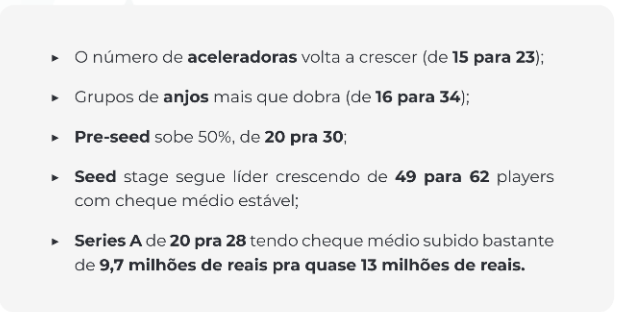 ▸ O número de aceleradoras volta a crescer (de 15 para 23);
▸ Grupos de anjos mais que dobra (de 16 para 34);
▸ Pre-seed sobe 50%, de 20 pra 30;
▸ Seed stage segue líder crescendo de 49 para 62 players
com cheque médio estável;
▸ Series A de 20 pra 28 tendo cheque médio subido bastante
de 9,7 milhões de reais pra quase 13 milhões de reais.